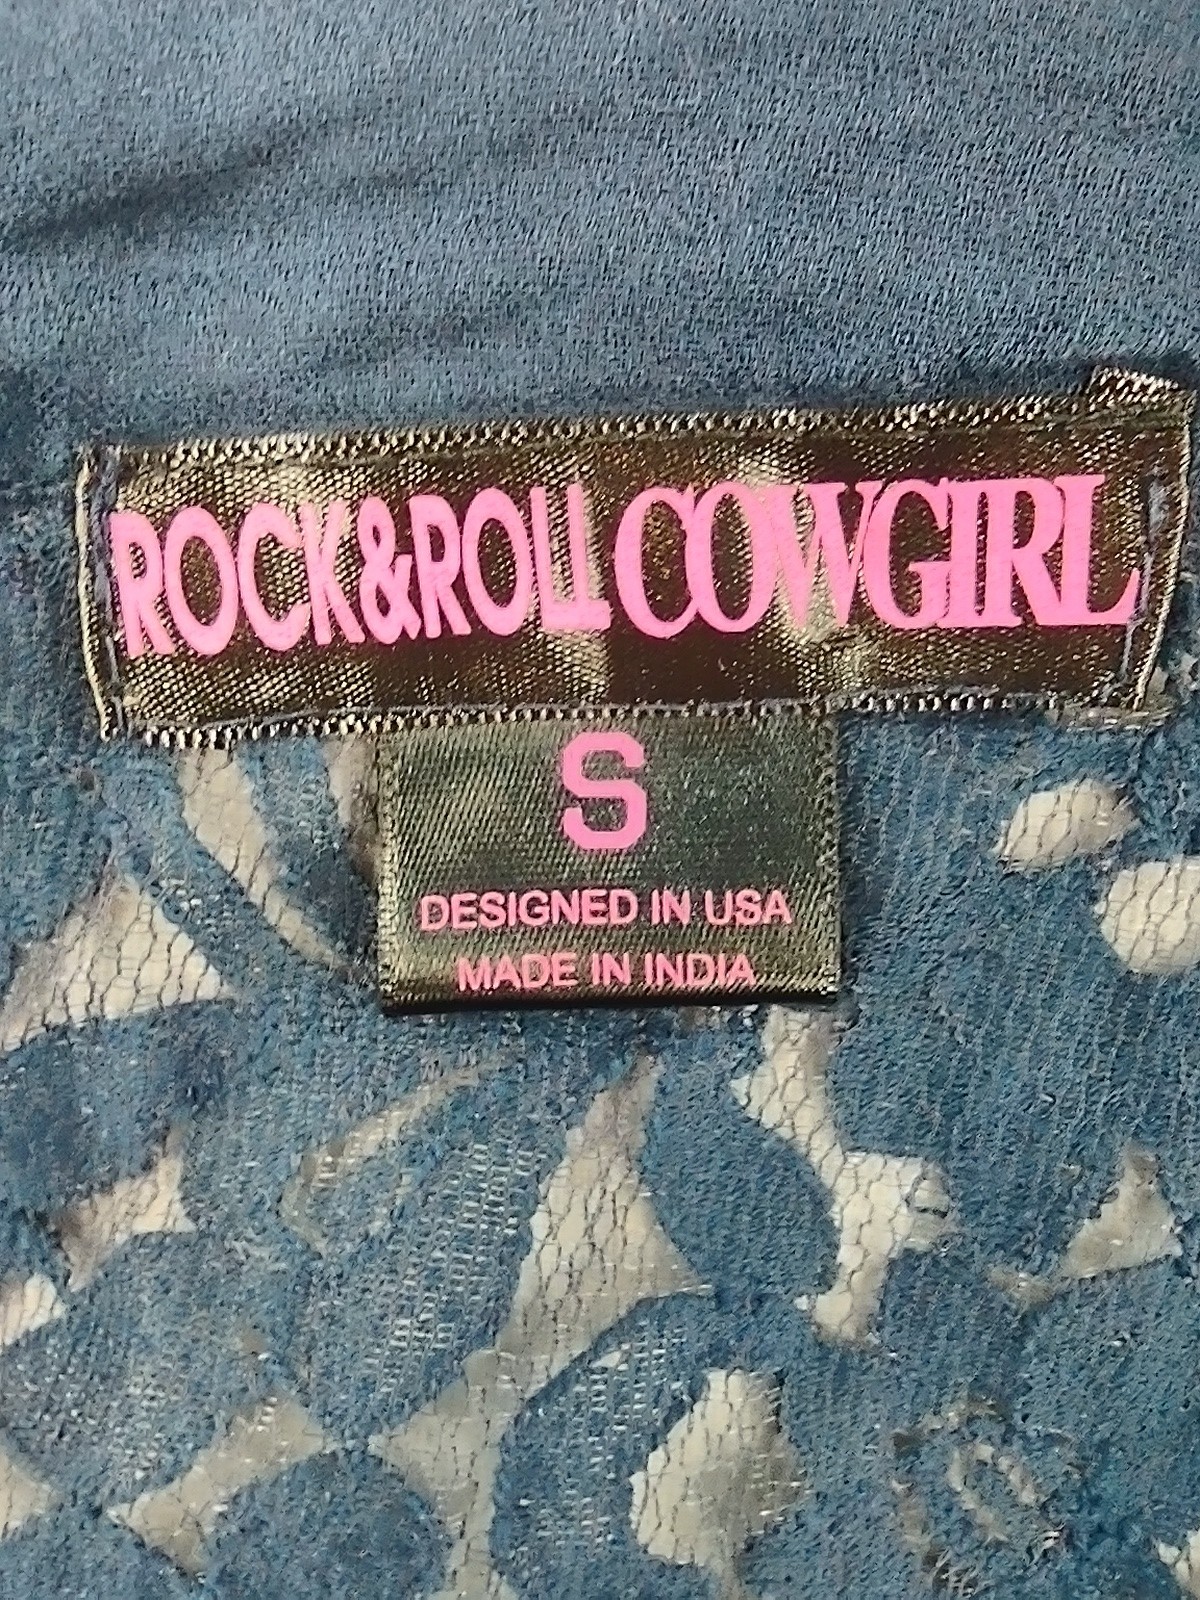 ROCK&ROLL COWGIRL
S
DESIGNED IN USA
MADE IN INDIA